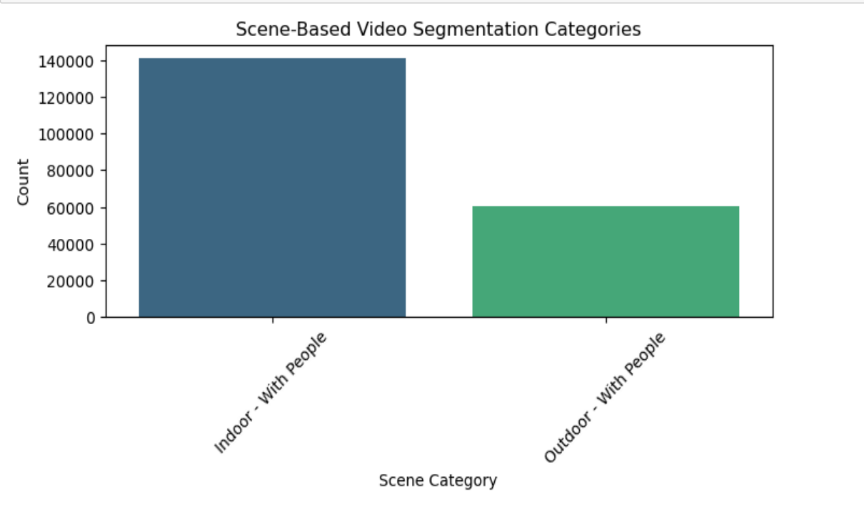 Scene-Based Video Segmentation Categories
140000
120000
100000
80000
60000
40000
20000
0
Count
Indoor - With People
Outdoor - With People
Scene Category